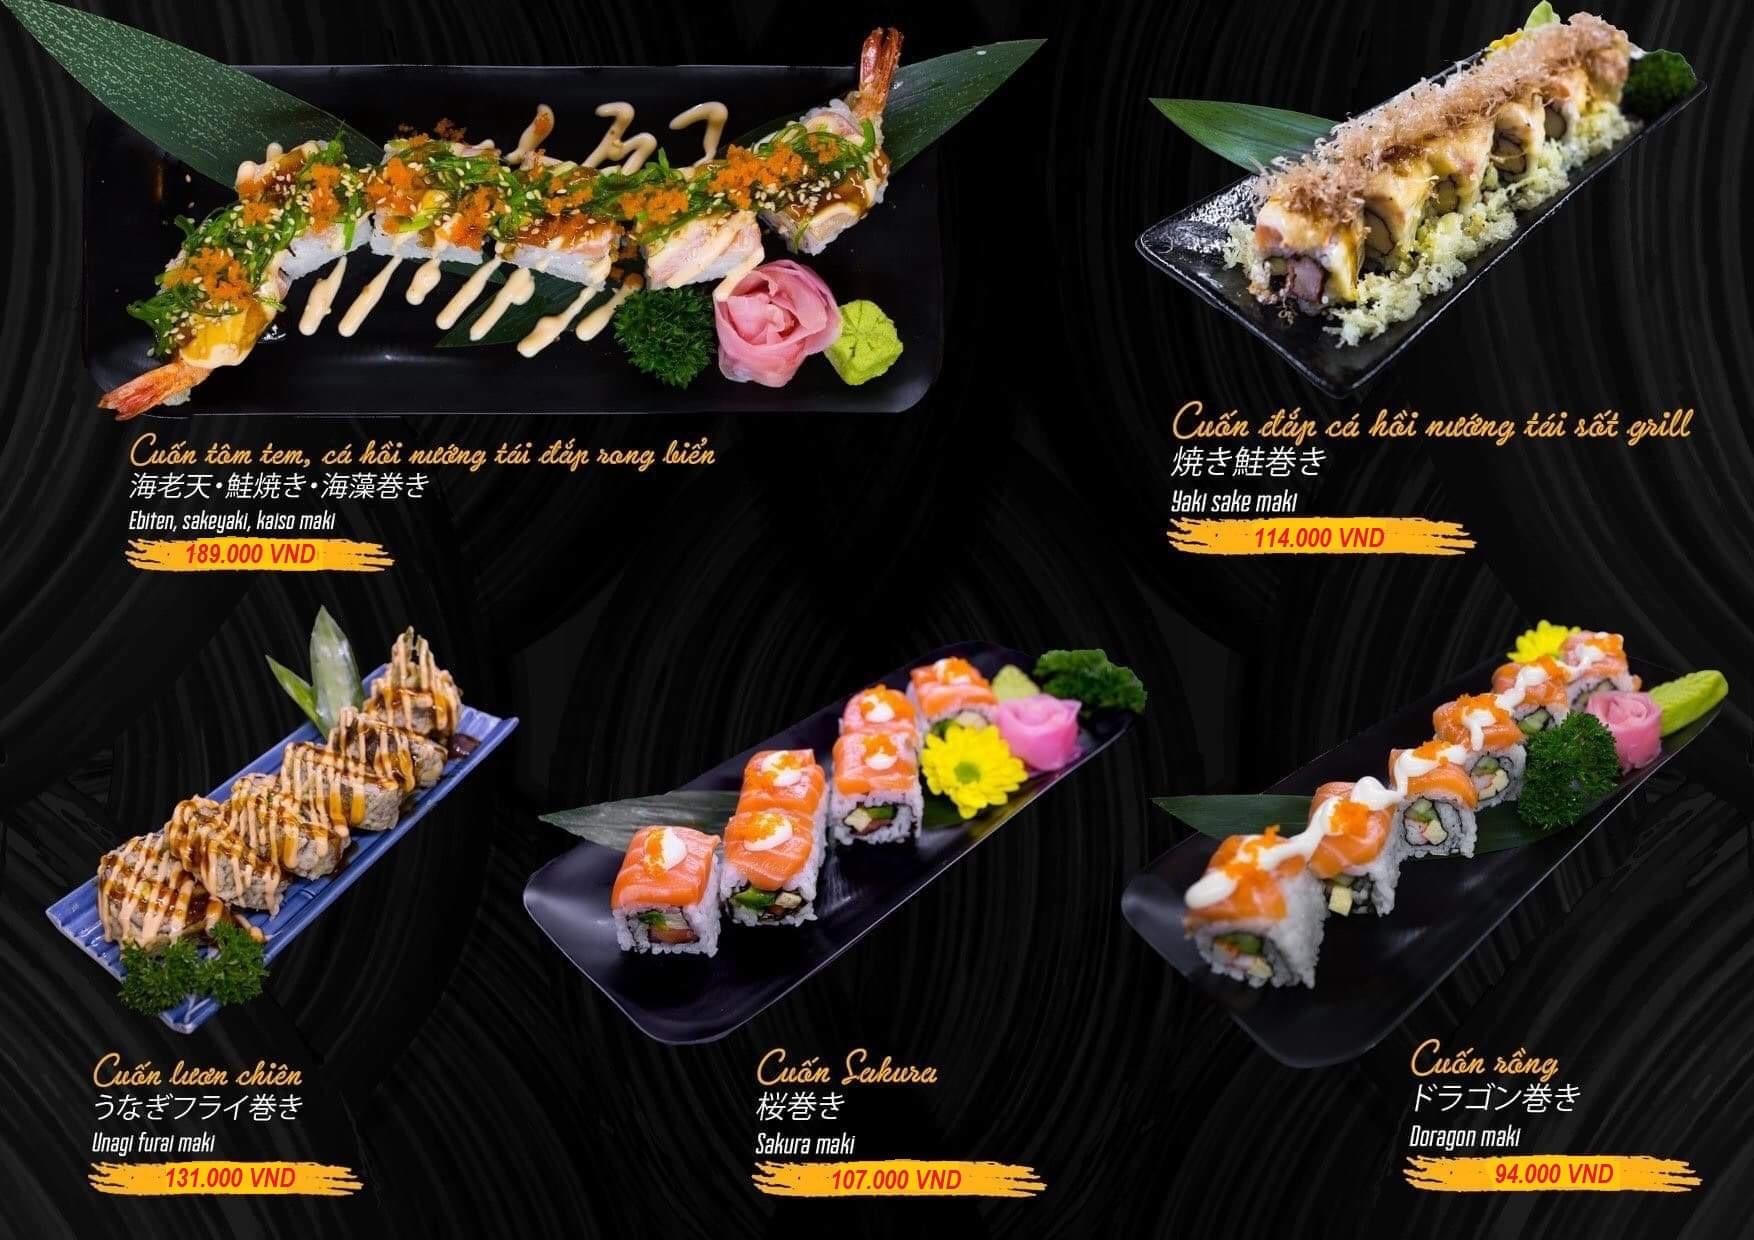 Cuốn tôm tem, cá hồi nướng tái đắp rong biển
海老天・鮭焼き・海藻巻き
Ebiten, sakeyaki, kaiso maki
189.000 VND
Cuốn đắp cá hồi nướng tái sốt grill
焼き鮭巻き
Yaki sake maki
114.000 VND
Cuốn lươn chiên
うなぎフライ巻き
Unagi furai maki
131.000 VND
Cuốn Sakura
桜巻き
Sakura maki
107.000 VND
Cuốn rồng
ドラゴン巻き
Doragon maki
94.000 VND